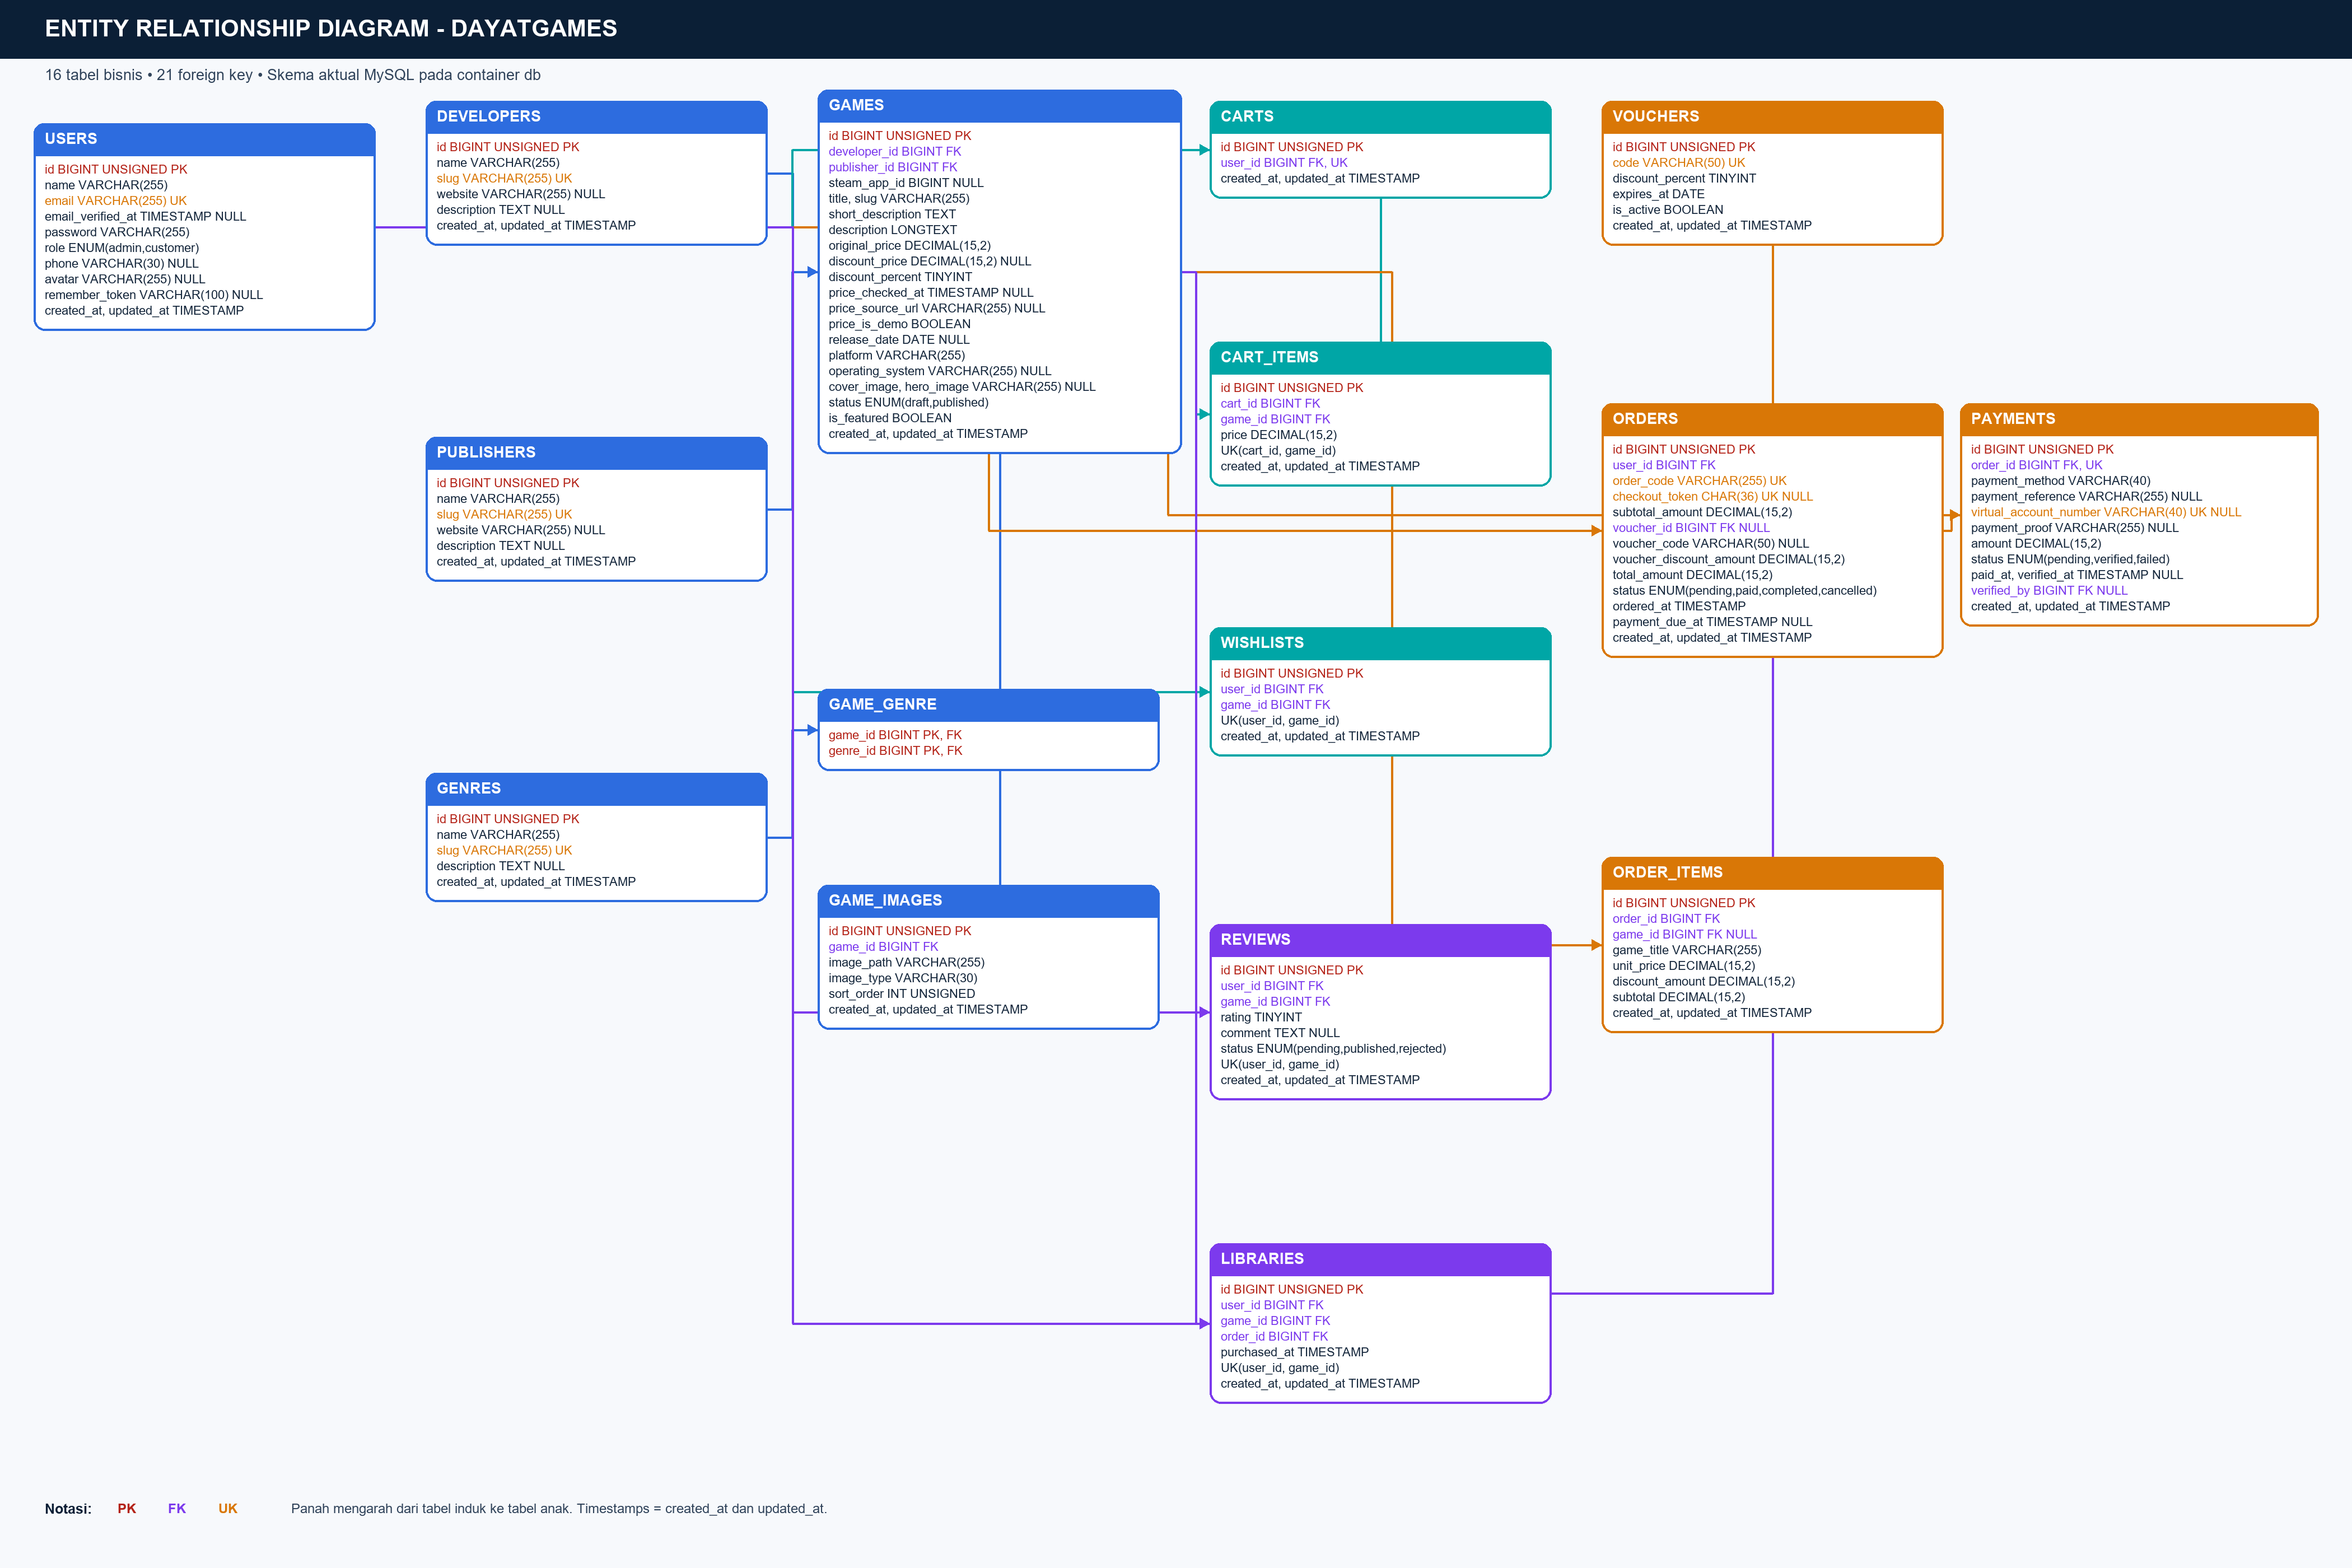 ENTITY RELATIONSHIP DIAGRAM - DAYATGAMES
16 tabel bisnis • 21 foreign key • Skema aktual MySQL pada container db
USERS
id BIGINT UNSIGNED PK
name VARCHAR(255)
email VARCHAR(255) UK
email_verified_at TIMESTAMP NULL
password VARCHAR(255)
role ENUM(admin,customer)
phone VARCHAR(30) NULL
avatar VARCHAR(255) NULL
remember_token VARCHAR(100) NULL
created_at, updated_at TIMESTAMP
DEVELOPERS
id BIGINT UNSIGNED PK
name VARCHAR(255)
slug VARCHAR(255) UK
website VARCHAR(255) NULL
description TEXT NULL
created_at, updated_at TIMESTAMP
PUBLISHERS
id BIGINT UNSIGNED PK
name VARCHAR(255)
slug VARCHAR(255) UK
website VARCHAR(255) NULL
description TEXT NULL
created_at, updated_at TIMESTAMP
GENRES
id BIGINT UNSIGNED PK
name VARCHAR(255)
slug VARCHAR(255) UK
description TEXT NULL
created_at, updated_at TIMESTAMP
GAMES
id BIGINT UNSIGNED PK
developer_id BIGINT FK
publisher_id BIGINT FK
steam_app_id BIGINT NULL
title, slug VARCHAR(255)
short_description TEXT
description LONGTEXT
original_price DECIMAL(15,2)
discount_price DECIMAL(15,2) NULL
discount_percent TINYINT
price_checked_at TIMESTAMP NULL
price_source_url VARCHAR(255) NULL
price_is_demo BOOLEAN
release_date DATE NULL
platform VARCHAR(255)
operating_system VARCHAR(255) NULL
cover_image, hero_image VARCHAR(255) NULL
status ENUM(draft,published)
is_featured BOOLEAN
created_at, updated_at TIMESTAMP
GAME_GENRE
game_id BIGINT PK, FK
genre_id BIGINT PK, FK
GAME_IMAGES
id BIGINT UNSIGNED PK
game_id BIGINT FK
image_path VARCHAR(255)
image_type VARCHAR(30)
sort_order INT UNSIGNED
created_at, updated_at TIMESTAMP
CARTS
id BIGINT UNSIGNED PK
user_id BIGINT FK, UK
created_at, updated_at TIMESTAMP
CART_ITEMS
id BIGINT UNSIGNED PK
cart_id BIGINT FK
game_id BIGINT FK
price DECIMAL(15,2)
UK(cart_id, game_id)
created_at, updated_at TIMESTAMP
WISHLISTS
id BIGINT UNSIGNED PK
user_id BIGINT FK
game_id BIGINT FK
UK(user_id, game_id)
created_at, updated_at TIMESTAMP
REVIEWS
id BIGINT UNSIGNED PK
user_id BIGINT FK
game_id BIGINT FK
rating TINYINT
comment TEXT NULL
status ENUM(pending,published,rejected)
UK(user_id, game_id)
created_at, updated_at TIMESTAMP
LIBRARIES
id BIGINT UNSIGNED PK
user_id BIGINT FK
game_id BIGINT FK
order_id BIGINT FK
purchased_at TIMESTAMP
UK(user_id, game_id)
created_at, updated_at TIMESTAMP
VOUCHERS
id BIGINT UNSIGNED PK
code VARCHAR(50) UK
discount_percent TINYINT
expires_at DATE
is_active BOOLEAN
created_at, updated_at TIMESTAMP
ORDERS
id BIGINT UNSIGNED PK
user_id BIGINT FK
order_code VARCHAR(255) UK
checkout_token CHAR(36) UK NULL
subtotal_amount DECIMAL(15,2)
voucher_id BIGINT FK NULL
voucher_code VARCHAR(50) NULL
voucher_discount_amount DECIMAL(15,2)
total_amount DECIMAL(15,2)
status ENUM(pending,paid,completed,cancelled)
ordered_at TIMESTAMP
payment_due_at TIMESTAMP NULL
created_at, updated_at TIMESTAMP
ORDER_ITEMS
id BIGINT UNSIGNED PK
order_id BIGINT FK
game_id BIGINT FK NULL
game_title VARCHAR(255)
unit_price DECIMAL(15,2)
discount_amount DECIMAL(15,2)
subtotal DECIMAL(15,2)
created_at, updated_at TIMESTAMP
PAYMENTS
id BIGINT UNSIGNED PK
order_id BIGINT FK, UK
payment_method VARCHAR(40)
payment_reference VARCHAR(255) NULL
virtual_account_number VARCHAR(40) UK NULL
payment_proof VARCHAR(255) NULL
amount DECIMAL(15,2)
status ENUM(pending,verified,failed)
paid_at, verified_at TIMESTAMP NULL
verified_by BIGINT FK NULL
created_at, updated_at TIMESTAMP
Notasi: PK FK UK Panah mengarah dari tabel induk ke tabel anak. Timestamps = created_at dan updated_at.